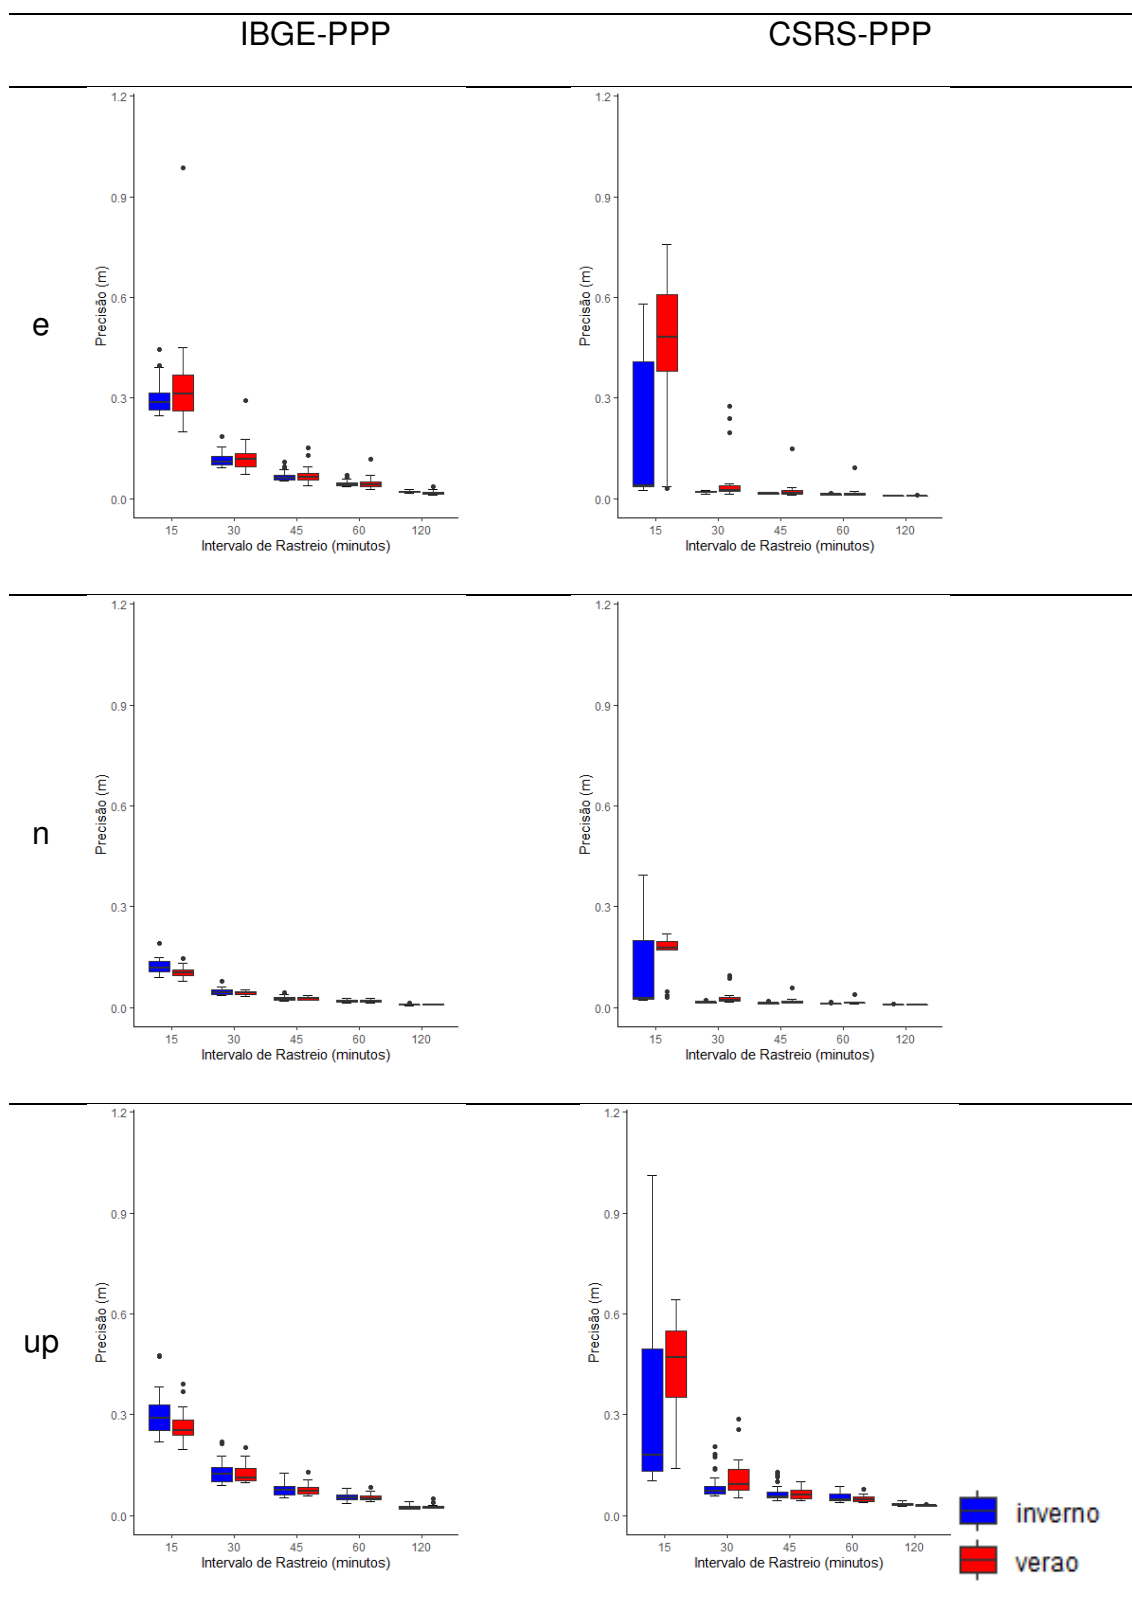 IBGE-PPP CSRS-PPP
e
1.2
0.9
0.6
0.3
0.0
Precisão (m)
15 30 45 60 120
Intervalo de Rastreio (minutos)
1.2
0.9
0.6
0.3
0.0
Precisão (m)
15 30 45 60 120
Intervalo de Rastreio (minutos)
n
1.2
0.9
0.6
0.3
0.0
Precisão (m)
15 30 45 60 120
Intervalo de Rastreio (minutos)
1.2
0.9
0.6
0.3
0.0
Precisão (m)
15 30 45 60 120
Intervalo de Rastreio (minutos)
up
1.2
0.9
0.6
0.3
0.0
Precisão (m)
15 30 45 60 120
Intervalo de Rastreio (minutos)
1.2
0.9
0.6
0.3
0.0
Precisão (m)
15 30 45 60 120
Intervalo de Rastreio (minutos)
inverno
verao